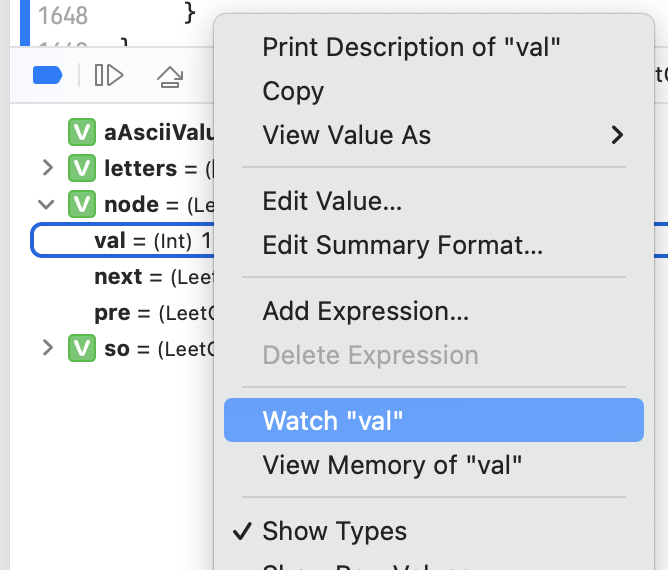 1648
}
Print Description of "val"
Copy
View Value As
Edit Value...
Edit Summary Format...
Add Expression...
Delete Expression
Watch "val"
View Memory of "val"
Show Types
aAsciiValu
letters = (
node = (Le
val = (Int) 1
next = (Leet
pre = (Leet
so = (LeetC